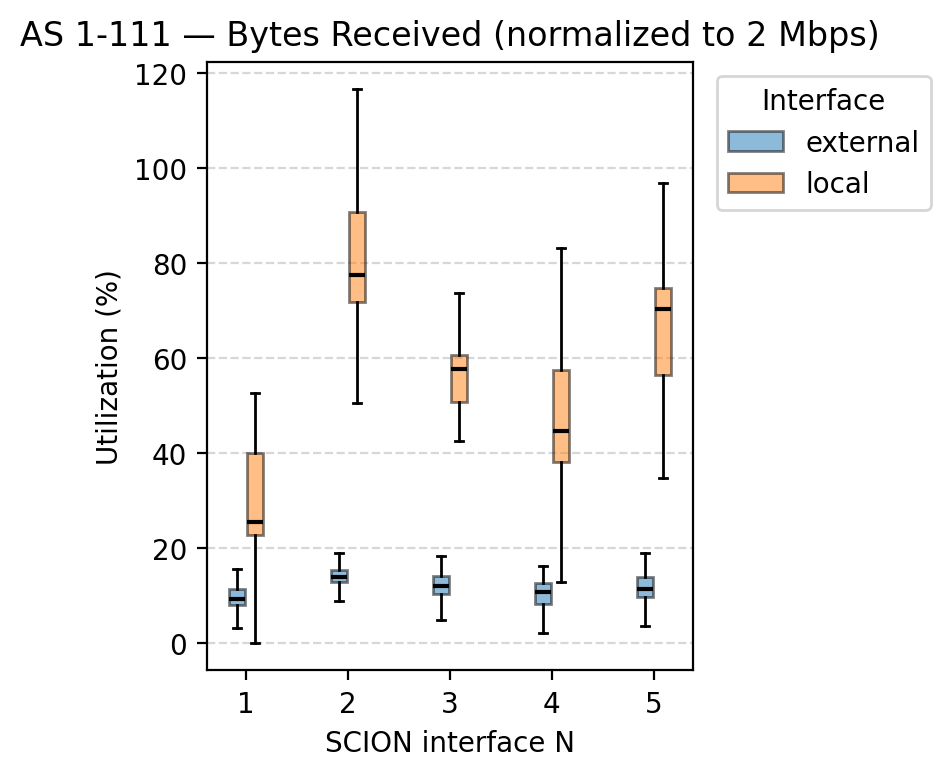 AS 1-111 — Bytes Received (normalized to 2 Mbps)
Interface
external
local
Utilization (%)
120
100
80
60
40
20
0
1 2 3 4 5
SCION interface N